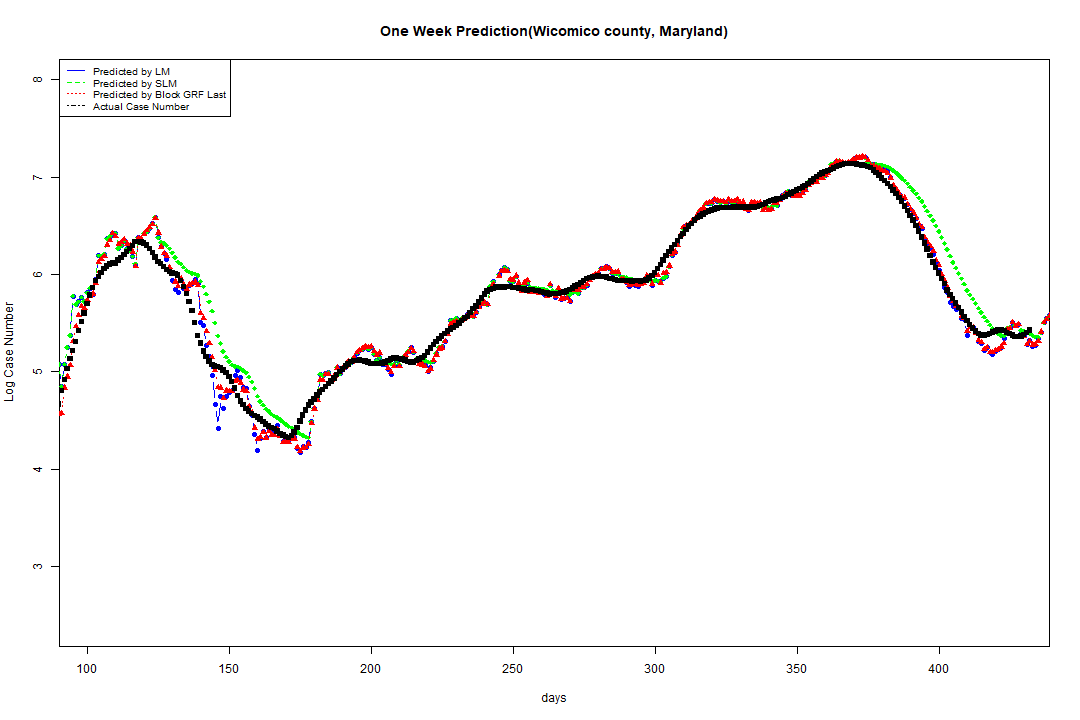 One Week Prediction(Wicomico county, Maryland)
Predicted by LM
Predicted by SLM
Predicted by Block GRF Last
Actual Case Number
8
7
6
5
4
3
Log Case Number
100 150 200 250 300 350 400
days